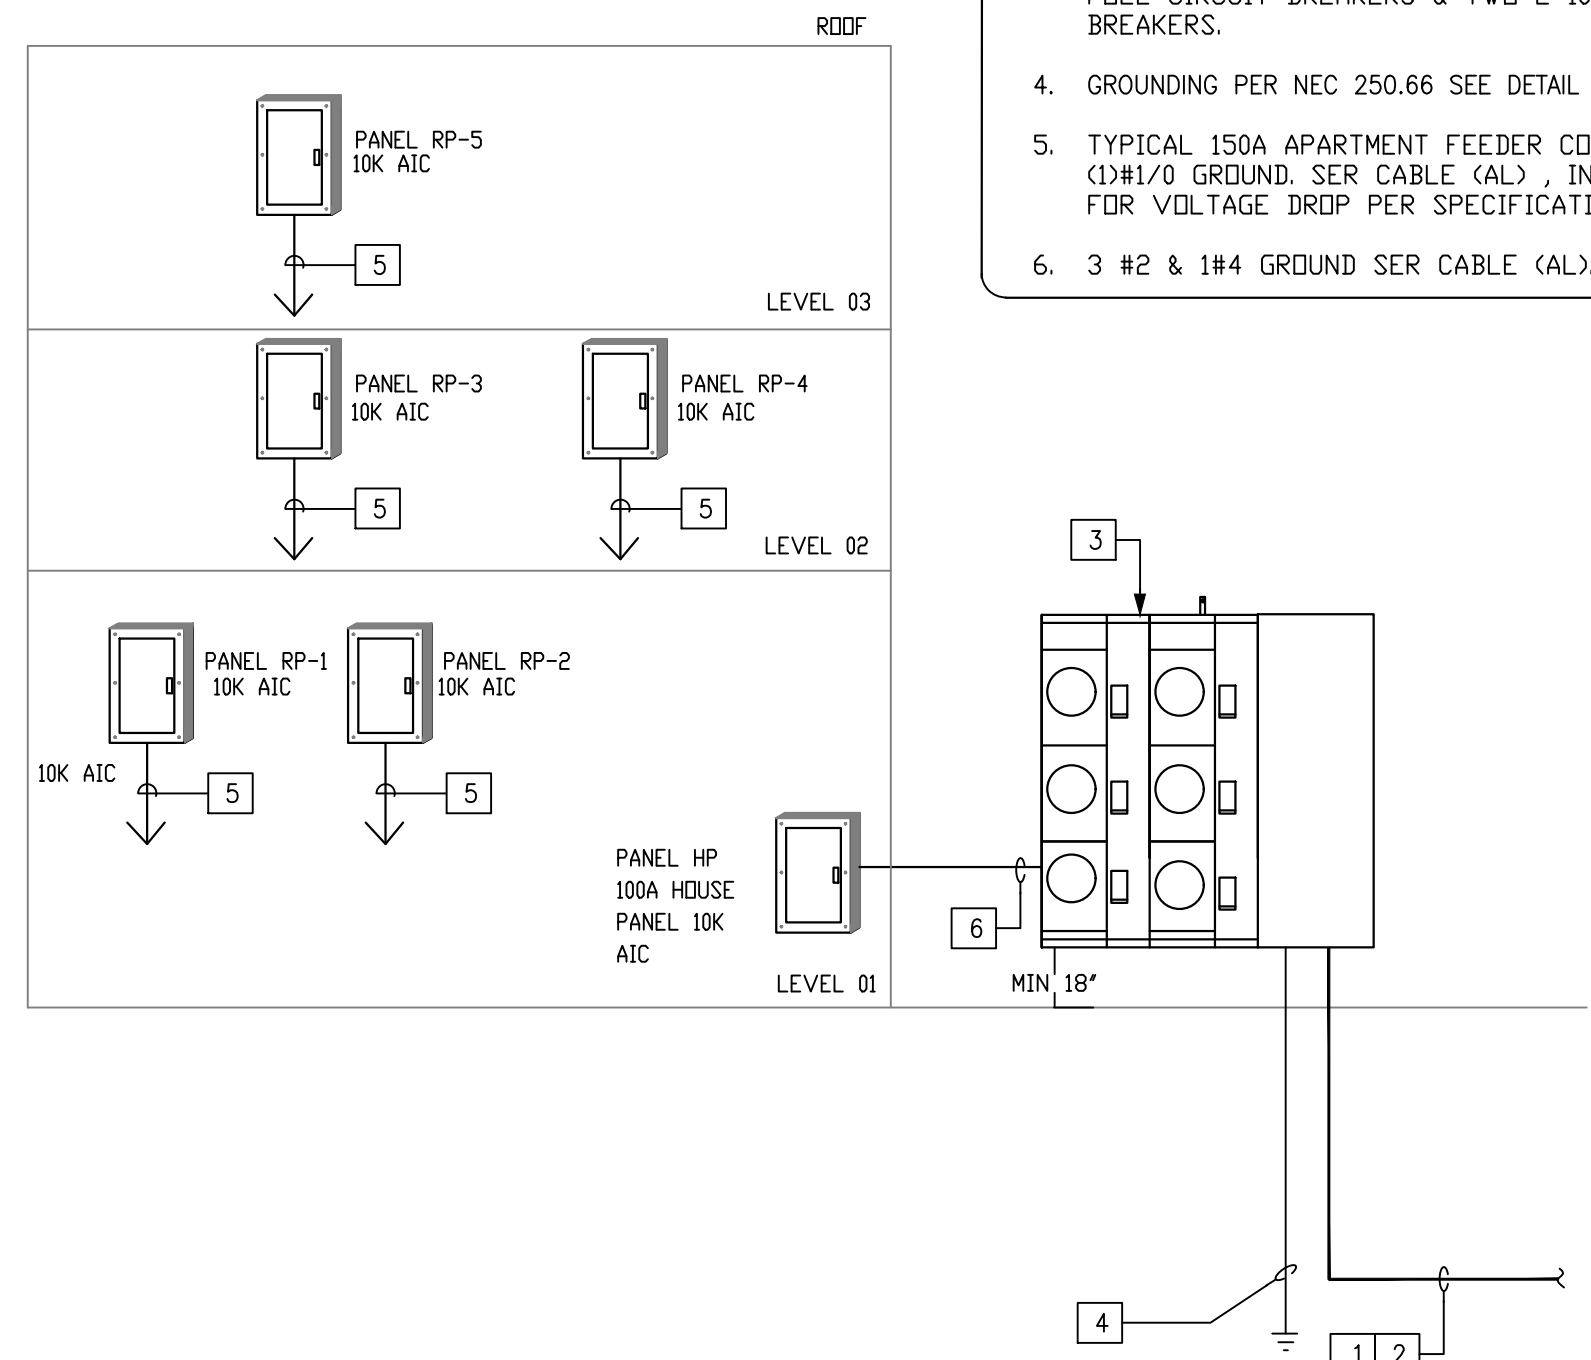 ROOF
PANEL RP-5
10K AIC
5
LEVEL 03
PANEL RP-3
10K AIC
5
PANEL RP-4
10K AIC
5
LEVEL 02
PANEL RP-1
10K AIC
10K AIC
5
PANEL RP-2
10K AIC
5
PANEL HP
100A HOUSE
PANEL 10K
AIC
LEVEL 01
BREAKERS.
4. GROUNDING PER NEC 250.66 SEE DETAIL
5. TYPICAL 150A APARTMENT FEEDER
(1)#1/0 GROUND. SER CABLE (AL) ,
FOR VOLTAGE DROP PER
6. 3 #2 & 1#4 GROUND SER CABLE (AL).
3
6
MIN 18"
4
1 2